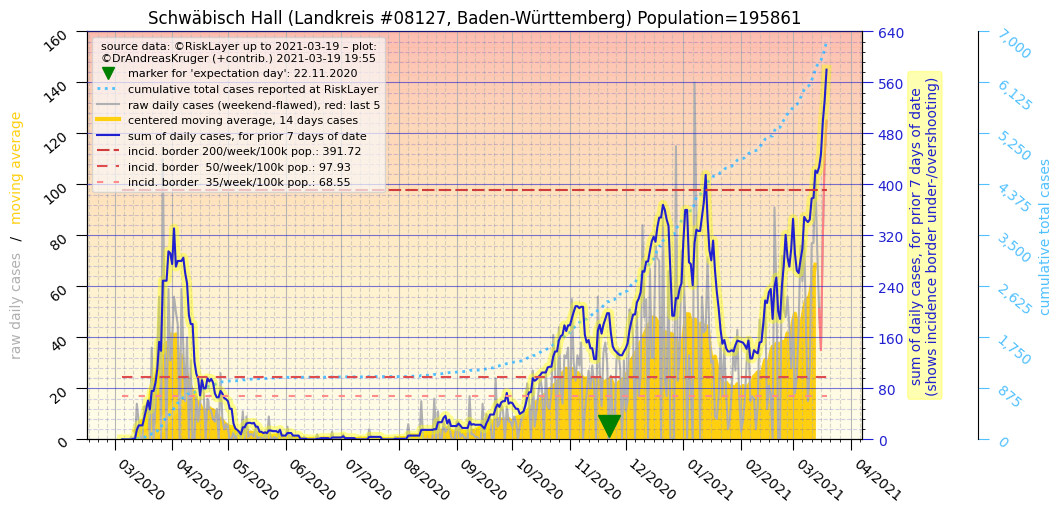 Schwäbisch Hall (Landkreis #08127, Baden-Württemberg) Population=195861
source data: ©RiskLayer up to 2021-03-19 – plot:
©DrAndreasKruger (+contrib.) 2021-03-19 19:55
marker for 'expectation day': 22.11.2020
cumulative total cases reported at RiskLayer
raw daily cases (weekend-flawed), red: last 5
centered moving average, 14 days cases
sum of daily cases, for prior 7 days of date
incid. border 200/week/100k pop.: 391.72
incid. border  50/week/100k pop.: 97.93
incid. border  35/week/100k pop.: 68.55
raw daily cases / moving average
160
140
120
100
80
60
40
20
0
640
560
480
400
320
240
160
80
0
sum of daily cases, for prior 7 days of date
(shows incidence border under-/overshooting)
7,000
6,125
5,250
4,375
3,500
2,625
1,750
875
0
cumulative total cases
03/2020
04/2020
05/2020
06/2020
07/2020
08/2020
09/2020
10/2020
11/2020
12/2020
01/2021
02/2021
03/2021
04/2021